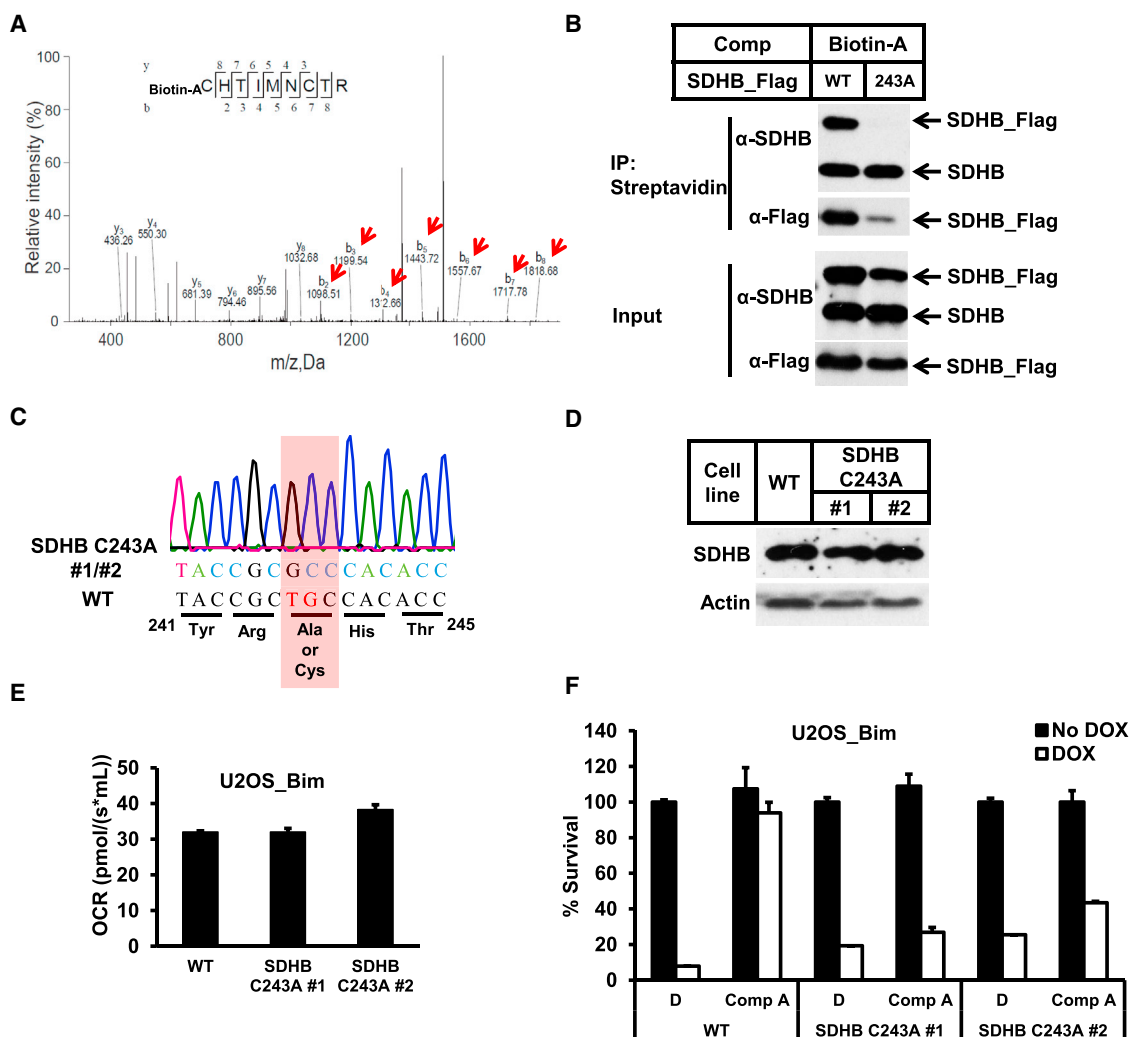 A
y 8 7 6 5 4 3
Biotin-ACHTIMNCTR
b 2 3 4 5 6 7 8
Relative intensity (%)
100
80
60
40
20
0
y3
436.26
y4
550.30
y5
681.39
y6
794.46
y7
895.56
y8
1032.68
b2
1098.51
b3
1199.54
b4
b5
1443.72
b6
1557.67
b7
1717.78
b8
1818.68
400 800 1200 1600
m/z,Da
B
Comp Biotin-A
SDHB_Flag WT 243A
IP:
Streptavidin
α-SDHB
SDHB_Flag
SDHB
α-Flag
SDHB_Flag
Input
α-SDHB
SDHB_Flag
SDHB
α-Flag
SDHB_Flag
C
SDHB C243A
#1/#2
T A C C G C G C C C A C A C C
WT
T A C C G C T G C C A C A C C
241 Tyr Arg Ala His Thr 245
or
Cys
D
Cell
line
WT
SDHB
C243A
#1 #2
SDHB
Actin
E
U2OS_Bim
OCR (pmol/(s*mL))
50
40
30
20
10
0
WT
SDHB
C243A #1
SDHB
C243A #2
F
U2OS_Bim
No DOX
DOX
% Survival
140
120
100
80
60
40
20
0
D Comp A D Comp A D Comp A
WT SDHB C243A #1 SDHB C243A #2